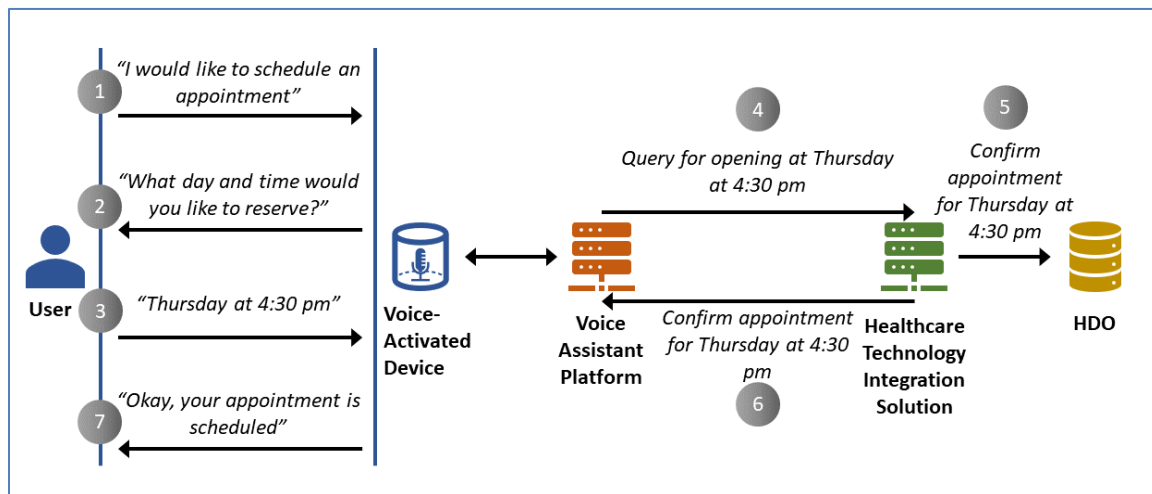 1
“I would like to schedule an
appointment”
2
“What day and time would
you like to reserve?”
User
3
“Thursday at 4:30 pm”
7
“Okay, your appointment is
scheduled”
Voice-
Activated
Device
4
Query for opening at Thursday
at 4:30 pm
Voice
Assistant
Platform
Confirm appointment
for Thursday at 4:30
pm
6
Healthcare
Technology
Integration
Solution
5
Confirm
appointment
for Thursday at
4:30 pm
HDO